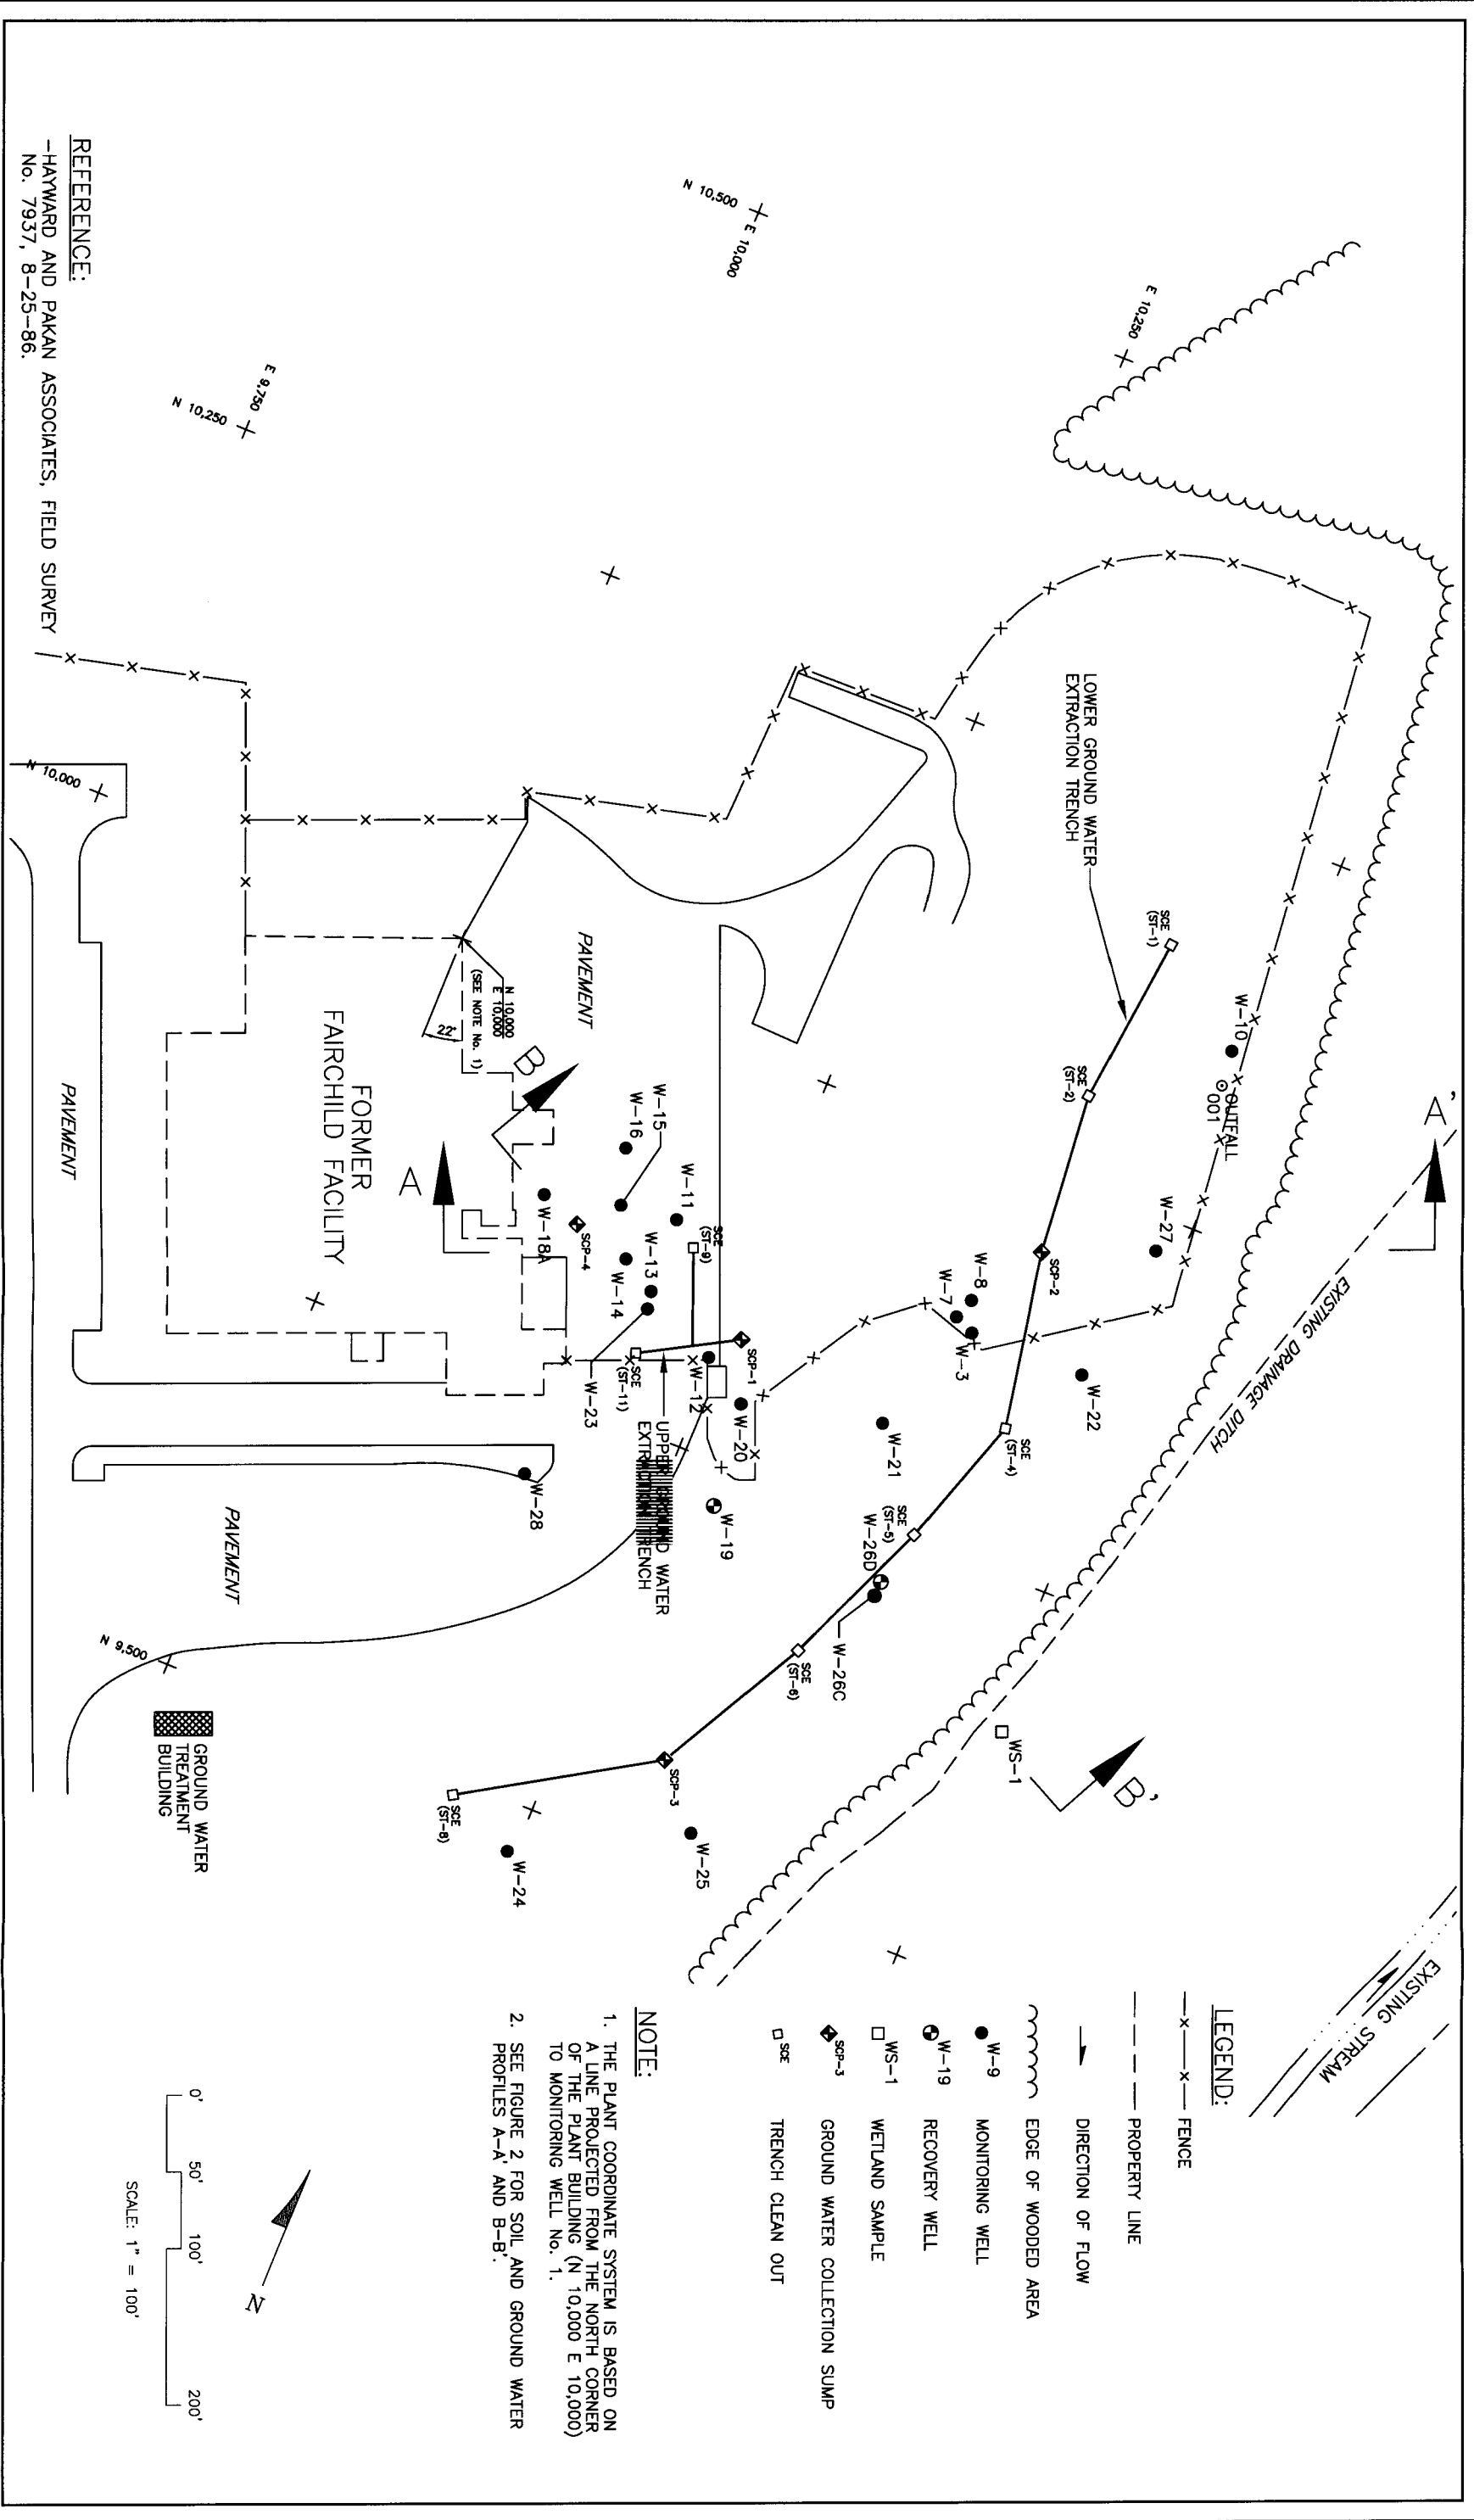 REFERENCE:
-HAYWARD AND PAKAN ASSOCIATES, FIELD SURVEY
No. 7937, 8-25-86.
N 10,500
E 10,000
E 10,250
E 9,750
N 10,250
N 10,000
LOWER GROUND WATER
EXTRACTION TRENCH
SCE
(ST-1)
SCE
(ST-2)
W-10
OUTFALL
001
A'
W-27
EXISTING DRAINAGE DITCH
SCP-2
W-8
W-7
W-3
W-22
SCE
(ST-4)
W-21
SCE
(ST-5)
W-26D
W-26C
SCE
(ST-6)
WS-1
B'
SCP-3
SCE
(ST-8)
W-25
W-24
PAVEMENT
N 10,000
E 10,000
(SEE NOTE No. 1)
22°
B
A
FORMER
FAIRCHILD FACILITY
PAVEMENT
W-15
W-16
W-11
SCE
(ST-9)
W-18A
SCP-4
W-13
W-14
SCP-1
SCE
(ST-11)
W-12
W-23
W-20
UPPER GROUND WATER
EXTRACTION TRENCH
W-19
W-28
PAVEMENT
N 9,500
GROUND WATER
TREATMENT
BUILDING
EXISTING STREAM
LEGEND:
FENCE
PROPERTY LINE
DIRECTION OF FLOW
EDGE OF WOODED AREA
W-9 MONITORING WELL
W-19 RECOVERY WELL
WS-1 WETLAND SAMPLE
SCP-3 GROUND WATER COLLECTION SUMP
SCE TRENCH CLEAN OUT
NOTE:
1. THE PLANT COORDINATE SYSTEM IS BASED ON
A LINE PROJECTED FROM THE NORTH CORNER
OF THE PLANT BUILDING (N 10,000 E 10,000)
TO MONITORING WELL No. 1.
2. SEE FIGURE 2 FOR SOIL AND GROUND WATER
PROFILES A-A' AND B-B'.
N
0' 50' 100' 200'
SCALE: 1" = 100'